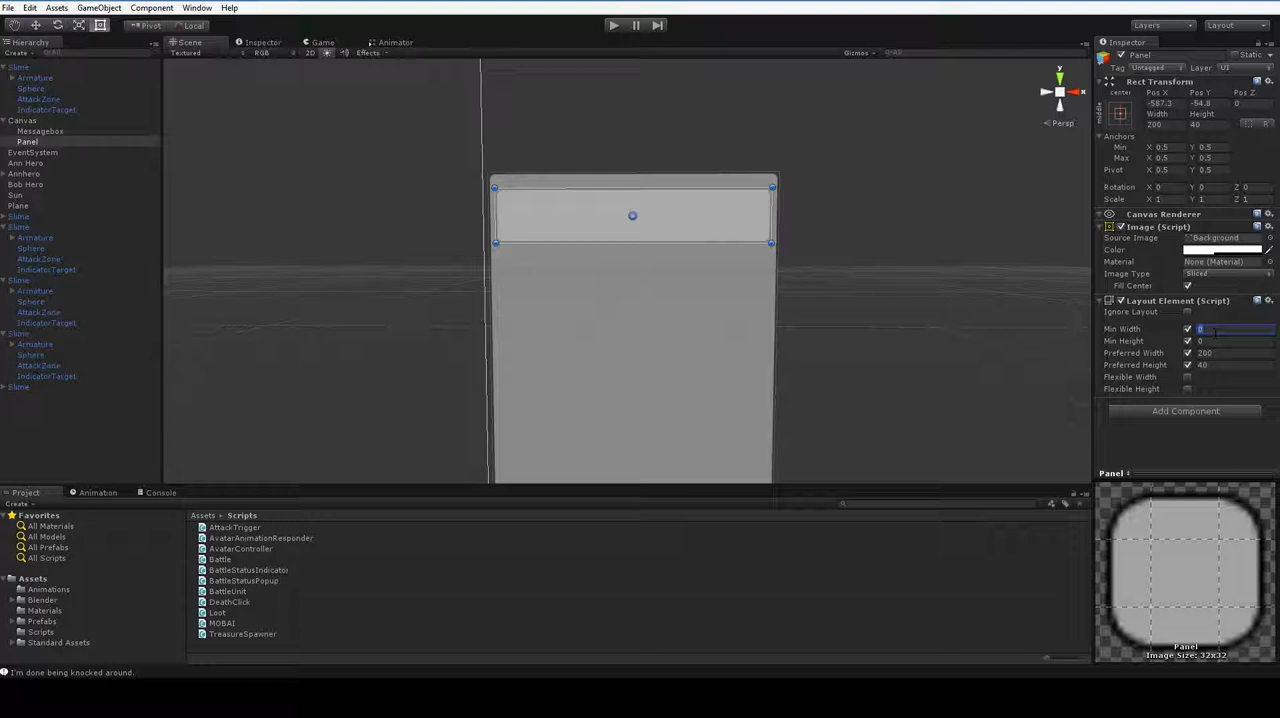 File Edit Assets GameObject Component Window Help
Pivot Local Layers Layout
Hierarchy Scene Inspector Game Animator Inspector
Create All Textured RGB 2D Effects Gizmos All
Slime
Armature
Sphere
AttackZone
IndicatorTarget
Canvas
Messagebox
Panel
EventSystem
Ann Hero
Annhero
Bob Hero
Sun
Plane
Slime
Slime
Armature
Sphere
AttackZone
IndicatorTarget
Slime
Armature
Sphere
AttackZone
IndicatorTarget
Slime
Armature
Sphere
AttackZone
IndicatorTarget
Slime
y
x
Persp
Panel Static
Tag Untagged Layer UI
Rect Transform
center Pos X Pos Y Pos Z
middle -587.3 -54.8 0
Width Height
200 40 R
Anchors
Min X 0.5 Y 0.5
Max X 0.5 Y 0.5
Pivot X 0.5 Y 0.5
Rotation X 0 Y 0 Z 0
Scale X 1 Y 1 Z 1
Canvas Renderer
Image (Script)
Source Image Background
Color
Material None (Material)
Image Type Sliced
Fill Center
Layout Element (Script)
Ignore Layout
Min Width 0
Min Height 0
Preferred Width 200
Preferred Height 40
Flexible Width
Flexible Height
Add Component
Panel
Panel
Image Size: 32x32
Project Animation Console
Create
Favorites
All Materials
All Models
All Prefabs
All Scripts
Assets
Animations
Blender
Materials
Prefabs
Scripts
Standard Assets
Assets Scripts
AttackTrigger
AvatarAnimationResponder
AvatarController
Battle
BattleStatusIndicator
BattleStatusPopup
BattleUnit
DeathClick
Loot
MOBAI
TreasureSpawner
I'm done being knocked around.